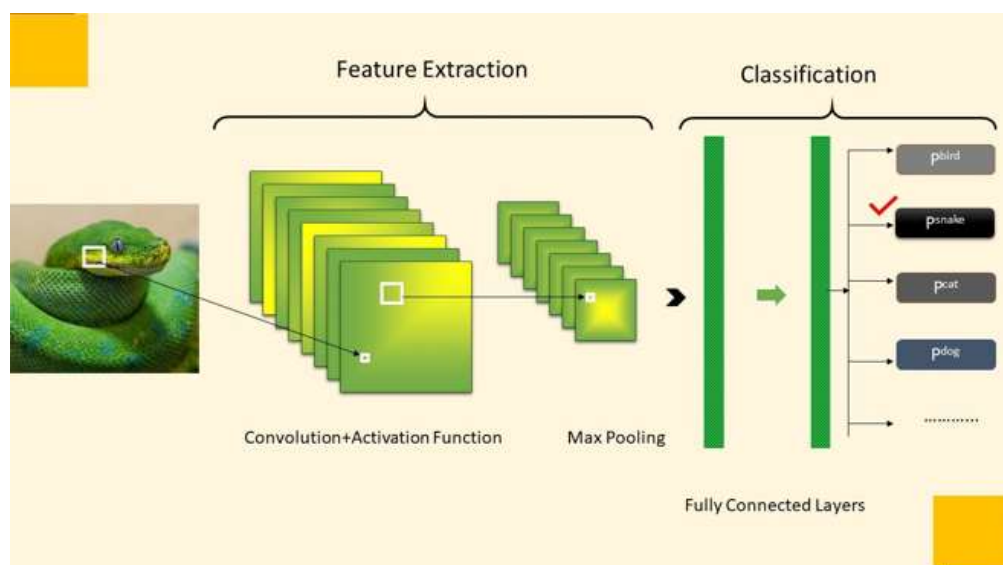 Feature Extraction
Classification
Pbird
Psnake
Pcat
Pdog
............
Convolution+Activation Function
Max Pooling
Fully Connected Layers